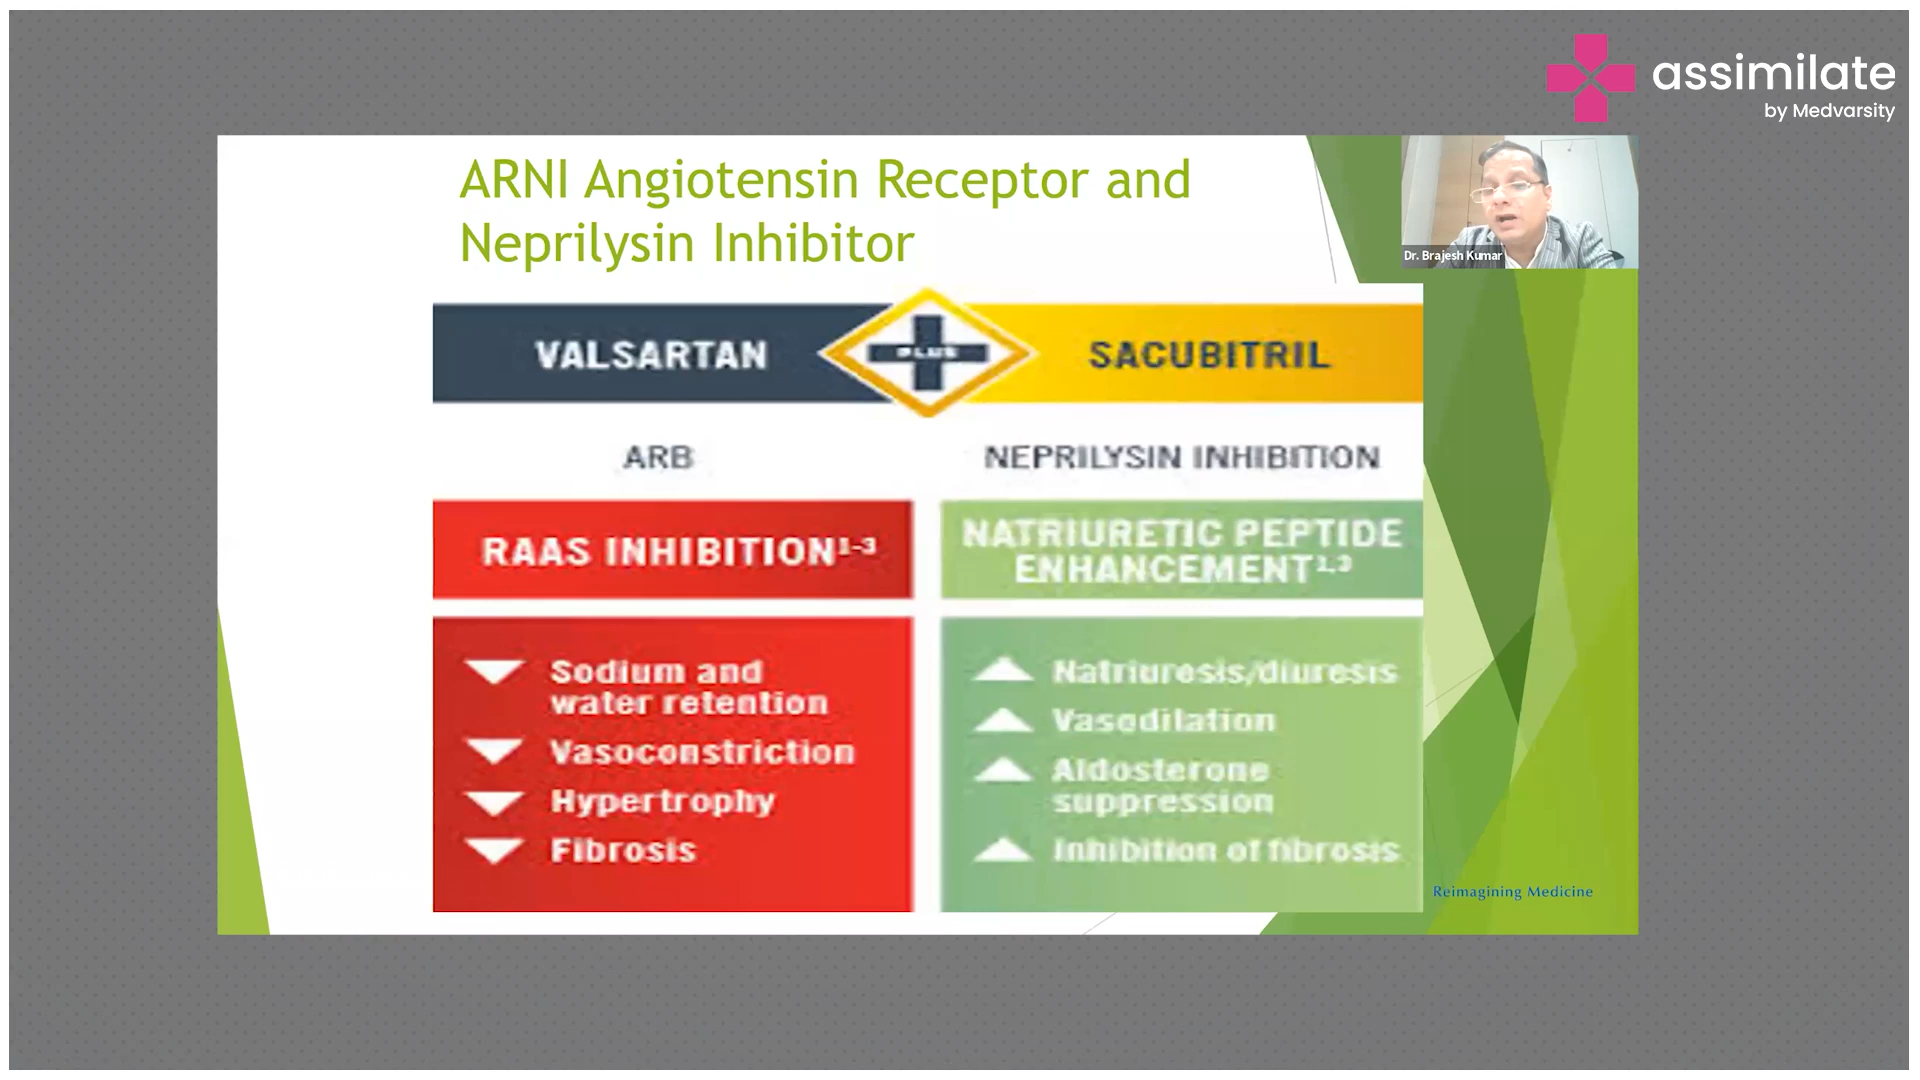 assimilate
by Medvarsity
ARNI Angiotensin Receptor and
Neprilysin Inhibitor
Dr. Brajesh Kumar
VALSARTAN
PLUS
SACUBITRIL
ARB
NEPRILYSIN INHIBITION
RAAS INHIBITION¹⁻³
NATRIURETIC PEPTIDE
ENHANCEMENT¹,³
Sodium and
water retention
Vasoconstriction
Hypertrophy
Fibrosis
Natriuresis/diuresis
Vasodilation
Aldosterone
suppression
Inhibition of fibrosis
Reimagining Medicine